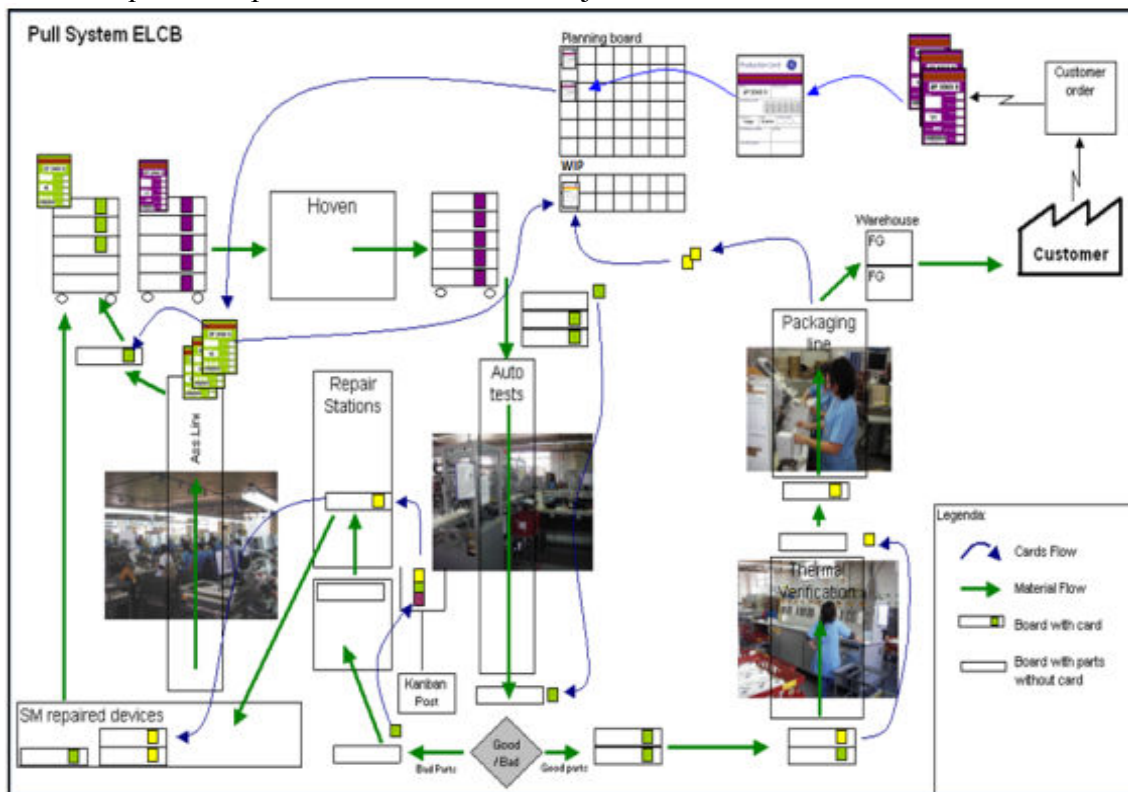 Pull System ELCB
Planning board
Customer
order
WIP
Hoven
Warehouse
FG
FG
Customer
Packaging
line
Repair
Stations
Auto
tests
Ass Line
Legenda:
Cards Flow
Material Flow
Board with card
Board with parts
without card
Thermal
Verification
Kanban
Post
SM repaired devices
Good
/ Bad
Bad Parts
Good parts